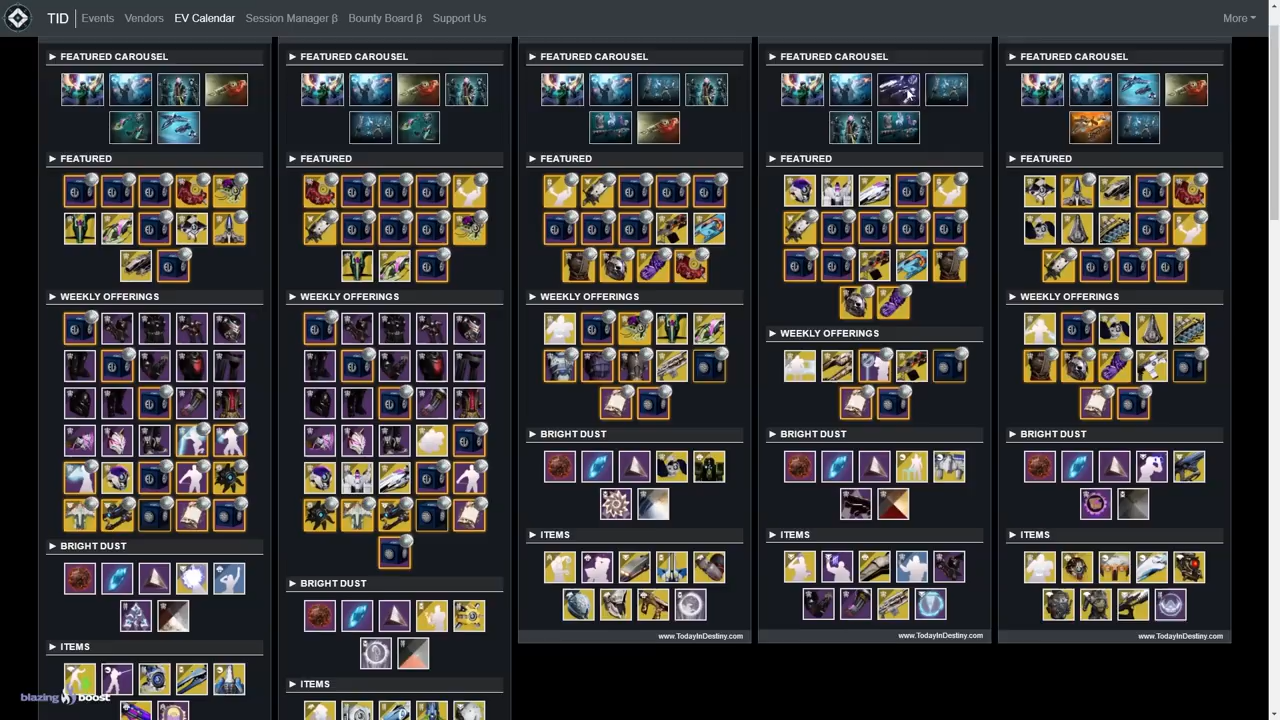 TID
Events
Vendors
EV Calendar
Session Manager β
Bounty Board β
Support Us
More
FEATURED CAROUSEL
FEATURED
WEEKLY OFFERINGS
BRIGHT DUST
ITEMS
FEATURED CAROUSEL
FEATURED
WEEKLY OFFERINGS
BRIGHT DUST
ITEMS
FEATURED CAROUSEL
FEATURED
WEEKLY OFFERINGS
BRIGHT DUST
ITEMS
www.TodayInDestiny.com
FEATURED CAROUSEL
FEATURED
WEEKLY OFFERINGS
BRIGHT DUST
ITEMS
www.TodayInDestiny.com
FEATURED CAROUSEL
FEATURED
WEEKLY OFFERINGS
BRIGHT DUST
ITEMS
www.TodayInDestiny.com
blazing boost